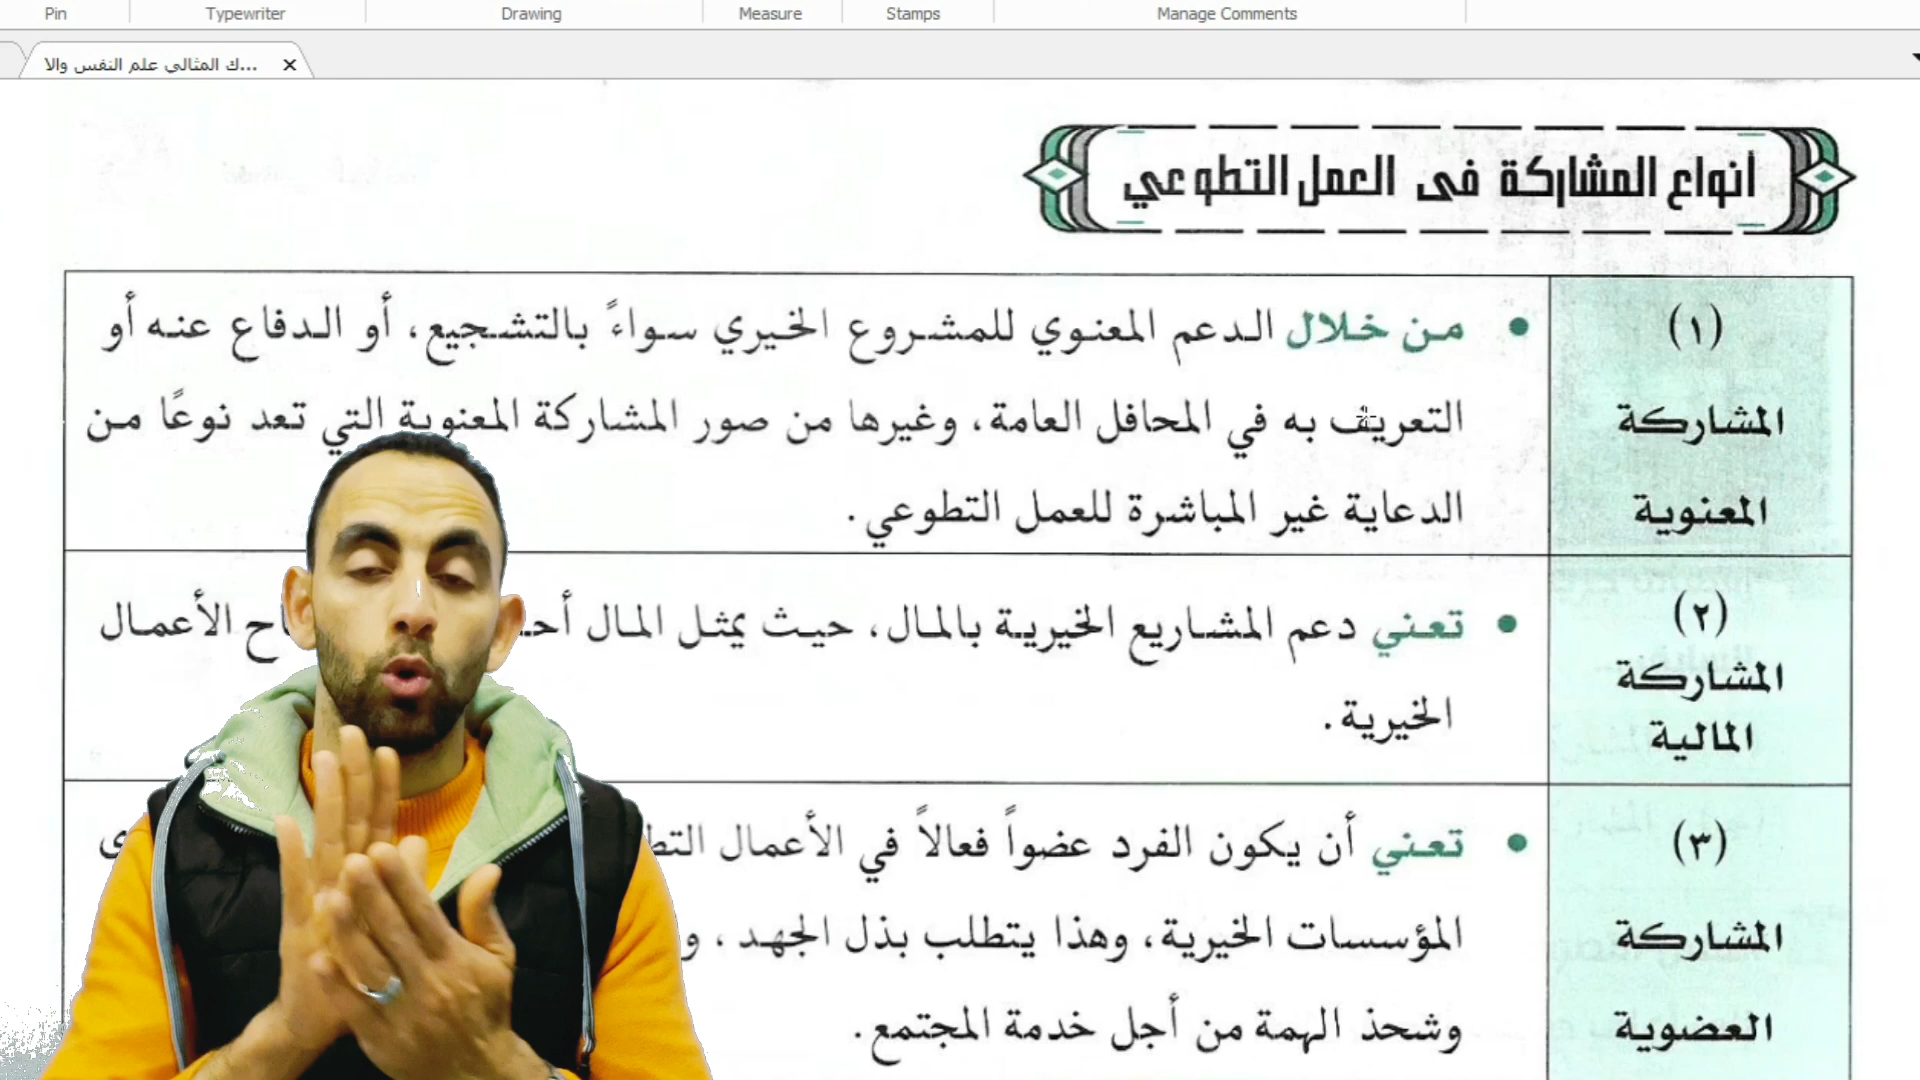 Pin Typewriter Drawing Measure Stamps Manage Comments
ك المثالي علم النفس والا...
أنواع المشاركة فى العمل التطوعي
(١)
المشاركة
المعنوية
• من خلال الدعم المعنوي للمشروع الخيري سواءً بالتشجيع، أو الدفاع عنه أو
التعريف به في المحافل العامة، وغيرها من صور المشاركة المعنوية التي تعد نوعًا من
الدعاية غير المباشرة للعمل التطوعي.
(٢)
المشاركة
المالية
• تعني دعم المشاريع الخيرية بالمال، حيث يمثل المال الأعمال
الخيرية.
(٣)
المشاركة
العضوية
• تعني أن يكون الفرد عضواً فعالاً في الأعمال
المؤسسات الخيرية، وهذا يتطلب بذل الجهد، و
وشحذ الهمة من أجل خدمة المجتمع.